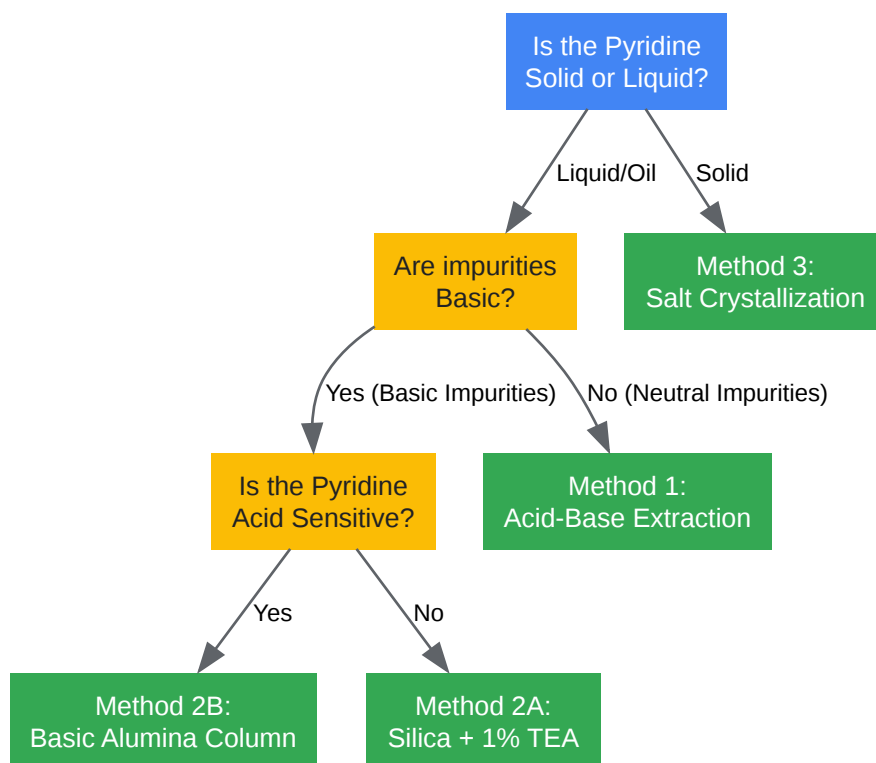 Is the Pyridine
Solid or Liquid?
Liquid/Oil
Solid
Are impurities
Basic?
Method 3:
Salt Crystallization
Yes (Basic Impurities)
No (Neutral Impurities)
Is the Pyridine
Acid Sensitive?
Method 1:
Acid-Base Extraction
Yes
No
Method 2B:
Basic Alumina Column
Method 2A:
Silica + 1% TEA